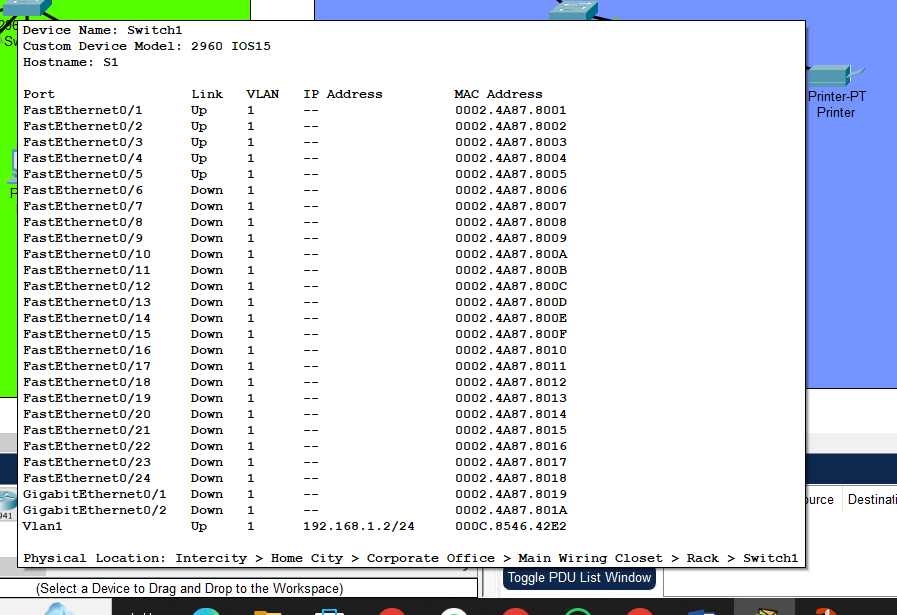 Device Name: Switch1
Custom Device Model: 2960 IOS15
Hostname: S1
Port Link VLAN IP Address MAC Address
FastEthernet0/1 Up 1 -- 0002.4A87.8001
FastEthernet0/2 Up 1 -- 0002.4A87.8002
FastEthernet0/3 Up 1 -- 0002.4A87.8003
FastEthernet0/4 Up 1 -- 0002.4A87.8004
FastEthernet0/5 Up 1 -- 0002.4A87.8005
FastEthernet0/6 Down 1 -- 0002.4A87.8006
FastEthernet0/7 Down 1 -- 0002.4A87.8007
FastEthernet0/8 Down 1 -- 0002.4A87.8008
FastEthernet0/9 Down 1 -- 0002.4A87.8009
FastEthernet0/10 Down 1 -- 0002.4A87.800A
FastEthernet0/11 Down 1 -- 0002.4A87.800B
FastEthernet0/12 Down 1 -- 0002.4A87.800C
FastEthernet0/13 Down 1 -- 0002.4A87.800D
FastEthernet0/14 Down 1 -- 0002.4A87.800E
FastEthernet0/15 Down 1 -- 0002.4A87.800F
FastEthernet0/16 Down 1 -- 0002.4A87.8010
FastEthernet0/17 Down 1 -- 0002.4A87.8011
FastEthernet0/18 Down 1 -- 0002.4A87.8012
FastEthernet0/19 Down 1 -- 0002.4A87.8013
FastEthernet0/20 Down 1 -- 0002.4A87.8014
FastEthernet0/21 Down 1 -- 0002.4A87.8015
FastEthernet0/22 Down 1 -- 0002.4A87.8016
FastEthernet0/23 Down 1 -- 0002.4A87.8017
FastEthernet0/24 Down 1 -- 0002.4A87.8018
GigabitEthernet0/1 Down 1 -- 0002.4A87.8019
GigabitEthernet0/2 Down 1 -- 0002.4A87.801A
Vlan1 Up 1 192.168.1.2/24 000C.8546.42E2
Physical Location: Intercity > Home City > Corporate Office > Main Wiring Closet > Rack > Switch1
Printer-PT
Printer
(Select a Device to Drag and Drop to the Workspace)
Toggle PDU List Window